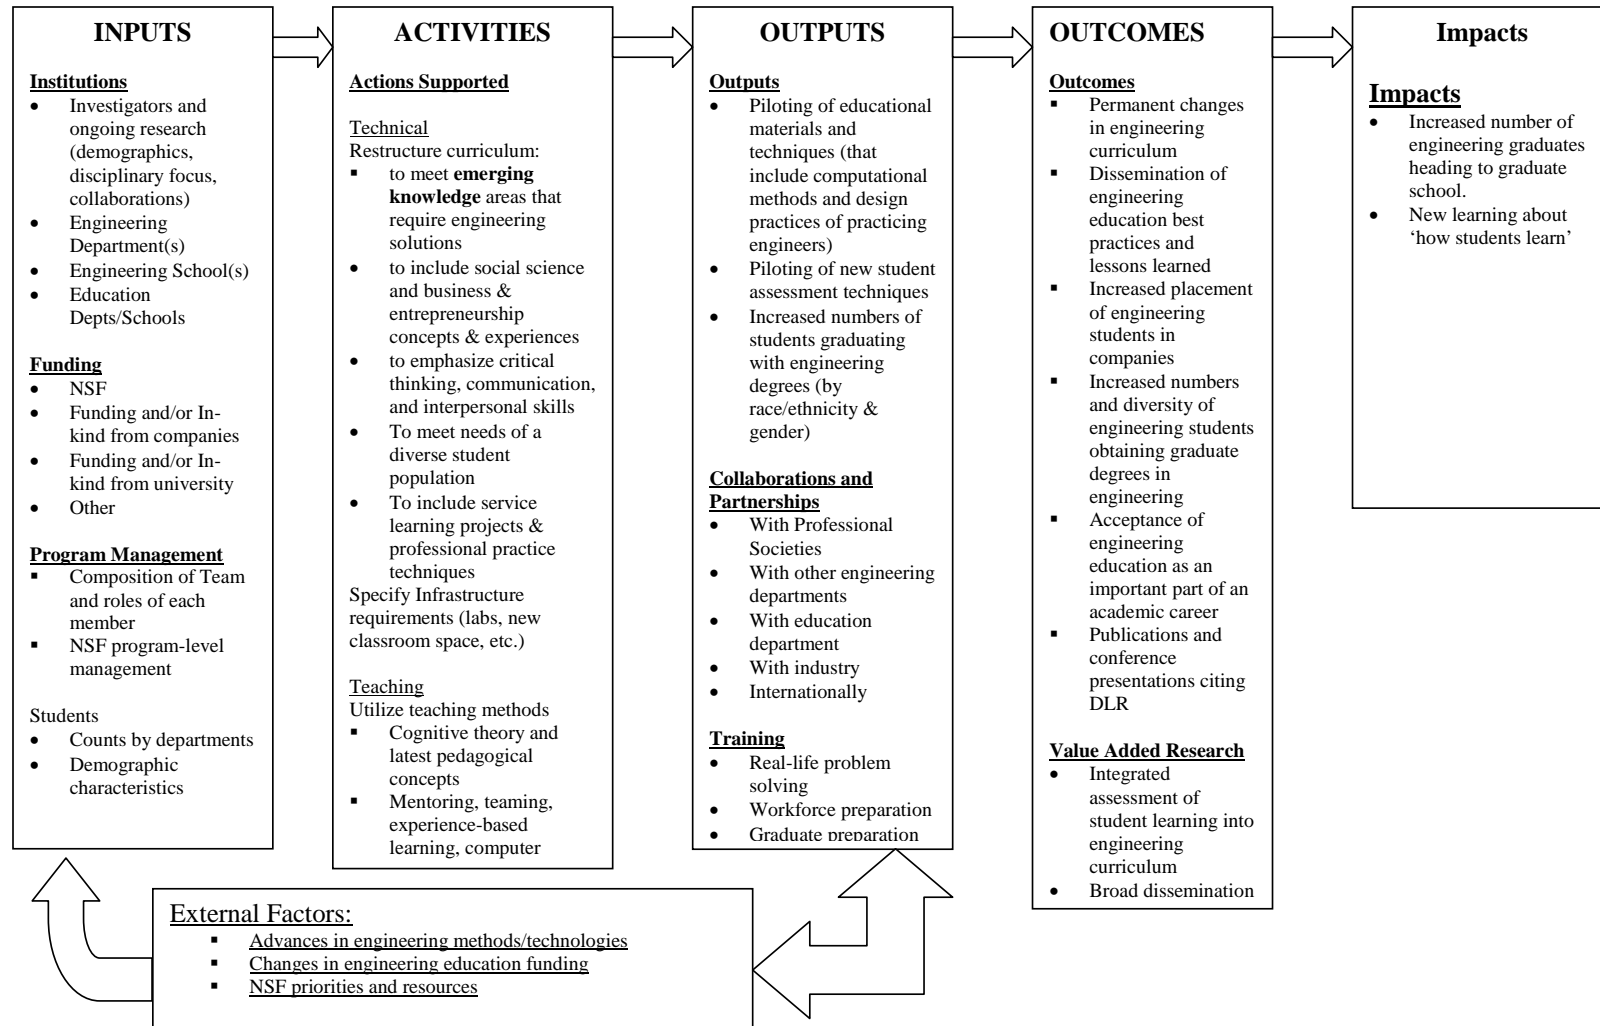 INPUTS
Institutions
• Investigators and
ongoing research
(demographics,
disciplinary focus,
collaborations)
• Engineering
Department(s)
• Engineering School(s)
• Education
Depts/Schools
Funding
• NSF
• Funding and/or In-
kind from companies
• Funding and/or In-
kind from university
• Other
Program Management
▪ Composition of Team
and roles of each
member
▪ NSF program-level
management
Students
• Counts by departments
• Demographic
characteristics
ACTIVITIES
Actions Supported
Technical
Restructure curriculum:
▪ to meet emerging
knowledge areas that
require engineering
solutions
• to include social science
and business &
entrepreneurship
concepts & experiences
• to emphasize critical
thinking, communication,
and interpersonal skills
• To meet needs of a
diverse student
population
• To include service
learning projects &
professional practice
techniques
Specify Infrastructure
requirements (labs, new
classroom space, etc.)
Teaching
Utilize teaching methods
▪ Cognitive theory and
latest pedagogical
concepts
▪ Mentoring, teaming,
experience-based
learning, computer
OUTPUTS
Outputs
• Piloting of educational
materials and
techniques (that
include computational
methods and design
practices of practicing
engineers)
• Piloting of new student
assessment techniques
• Increased numbers of
students graduating
with engineering
degrees (by
race/ethnicity &
gender)
Collaborations and
Partnerships
• With Professional
Societies
• With other engineering
departments
• With education
department
• With industry
• Internationally
Training
• Real-life problem
solving
• Workforce preparation
• Graduate preparation
OUTCOMES
Outcomes
▪ Permanent changes
in engineering
curriculum
▪ Dissemination of
engineering
education best
practices and
lessons learned
▪ Increased placement
of engineering
students in
companies
▪ Increased numbers
and diversity of
engineering students
obtaining graduate
degrees in
engineering
▪ Acceptance of
engineering
education as an
important part of an
academic career
▪ Publications and
conference
presentations citing
DLR
Value Added Research
• Integrated
assessment of
student learning into
engineering
curriculum
• Broad dissemination
Impacts
Impacts
• Increased number of
engineering graduates
heading to graduate
school.
• New learning about
‘how students learn’
External Factors:
▪ Advances in engineering methods/technologies
▪ Changes in engineering education funding
▪ NSF priorities and resources